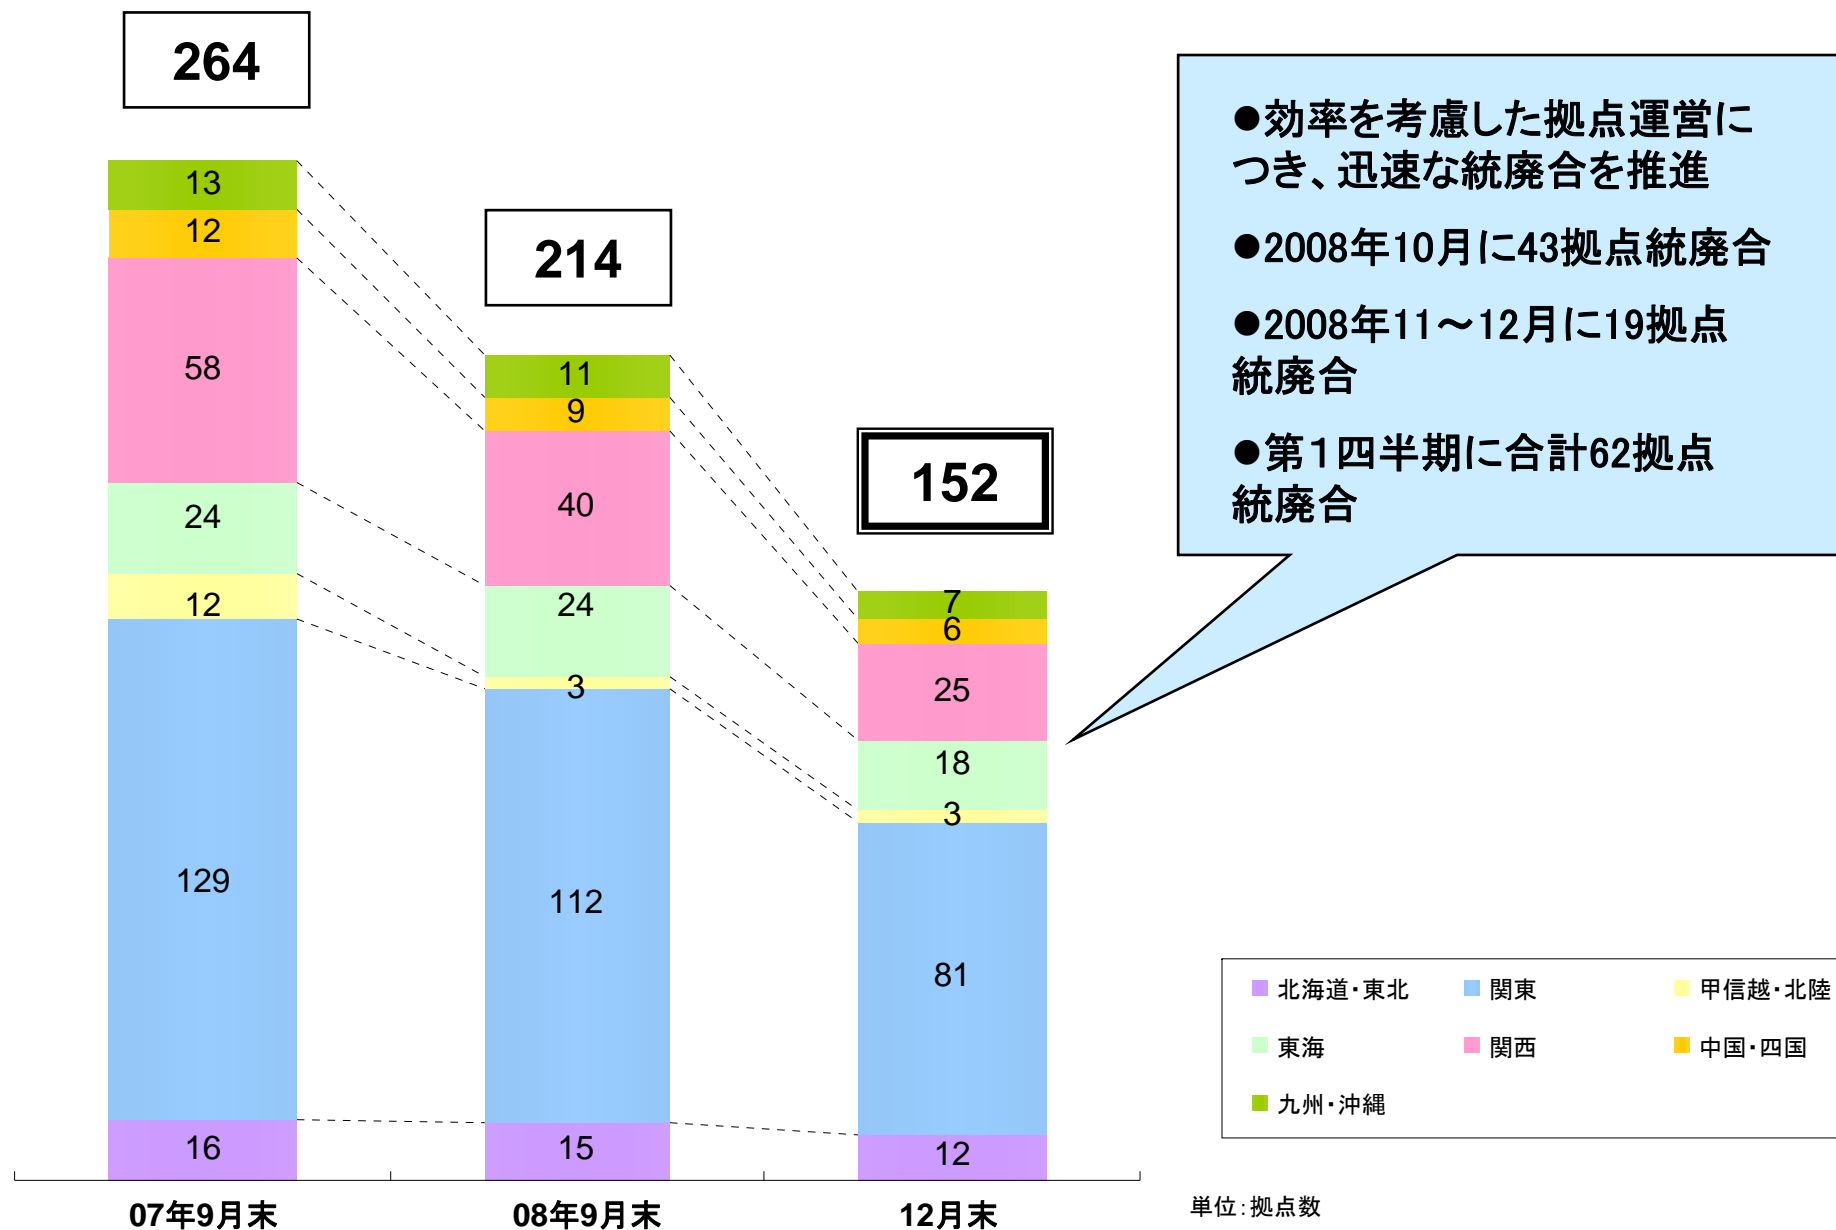 264
13
12
58
24
12
129
16
07年9月末
214
11
9
40
24
3
112
15
08年9月末
152
7
6
25
18
3
81
12
12月末
●効率を考慮した拠点運営に
つき、迅速な統廃合を推進
●2008年10月に43拠点統廃合
●2008年11～12月に19拠点
統廃合
●第１四半期に合計62拠点
統廃合
北海道・東北 関東 甲信越・北陸
東海 関西 中国・四国
九州・沖縄
単位：拠点数